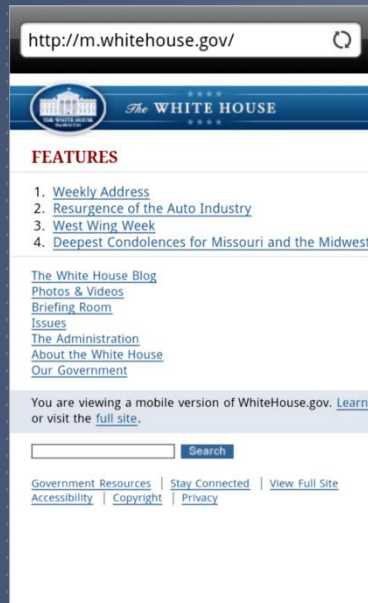 http://m.whitehouse.gov/
THE WHITE HOUSE
The WHITE HOUSE
FEATURES
1. Weekly Address
2. Resurgence of the Auto Industry
3. West Wing Week
4. Deepest Condolences for Missouri and the Midwest
The White House Blog
Photos & Videos
Briefing Room
Issues
The Administration
About the White House
Our Government
You are viewing a mobile version of WhiteHouse.gov. Learn
or visit the full site.
Search
Government Resources | Stay Connected | View Full Site
Accessibility | Copyright | Privacy